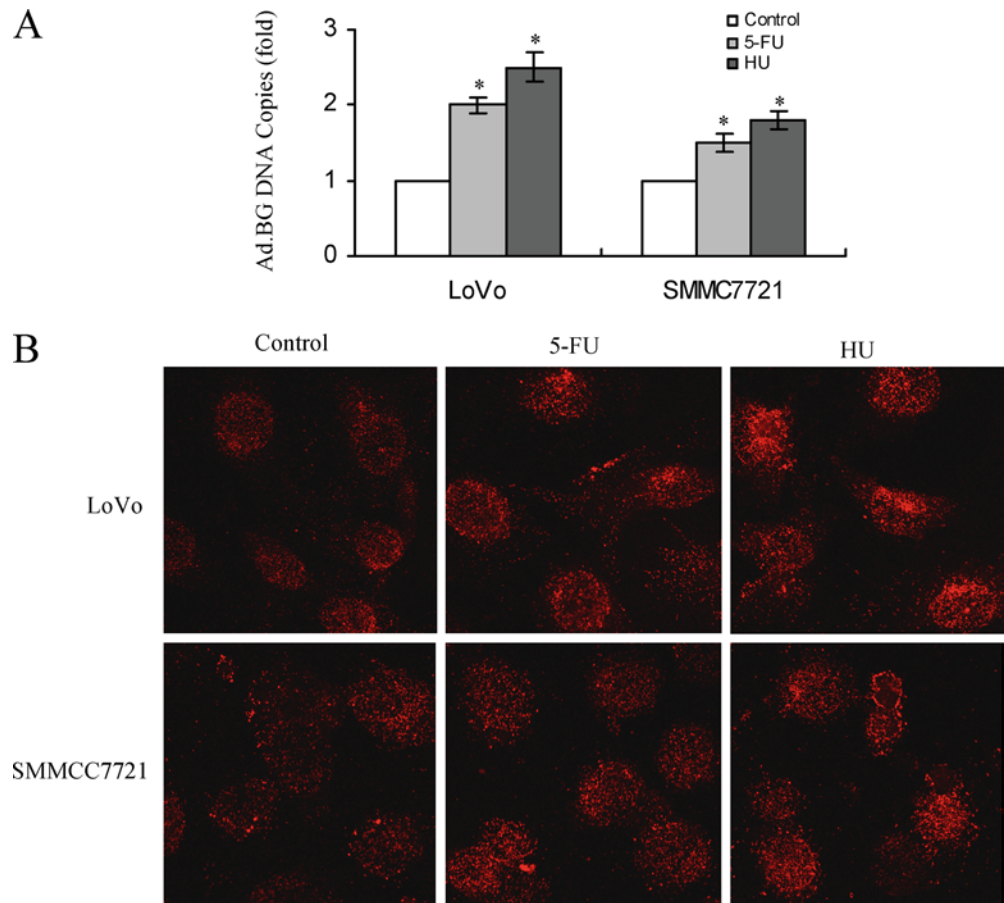 A
Ad.BG DNA Copies (fold)
3
2
1
0
Control
5-FU
HU
*
*
*
*
LoVo
SMMC7721
B
Control
5-FU
HU
LoVo
SMMCC7721